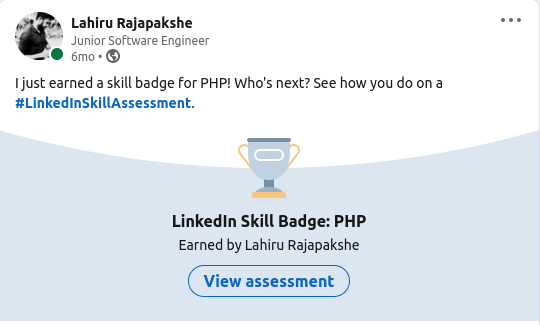 Lahiru Rajapakshe
Junior Software Engineer
6mo •
I just earned a skill badge for PHP! Who's next? See how you do on a
#LinkedInSkillAssessment.
LinkedIn Skill Badge: PHP
Earned by Lahiru Rajapakshe
View assessment